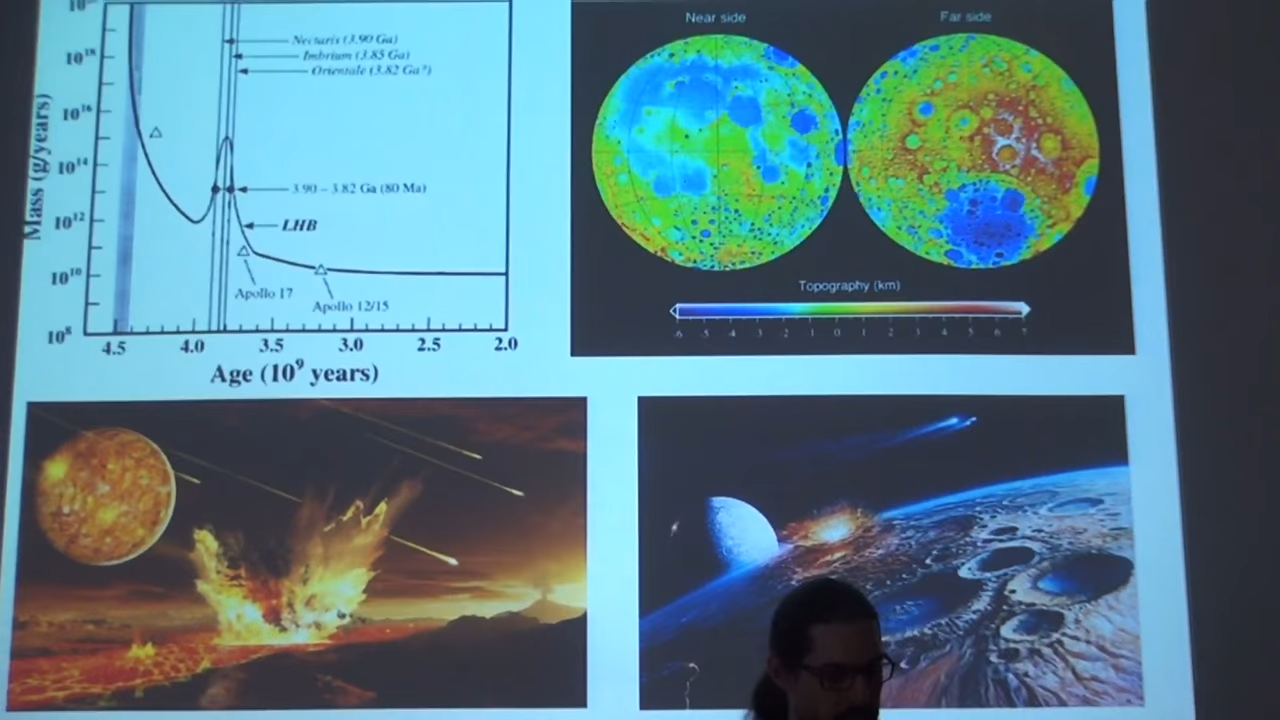 Nectaris (3.90 Ga)
Imbrium (3.85 Ga)
Orientale (3.82 Ga?)
10¹⁸
10¹⁶
10¹⁴
10¹²
10¹⁰
10⁸
Mass (g/years)
3.90 – 3.82 Ga (80 Ma)
LHB
Apollo 17
Apollo 12/15
4.5 4.0 3.5 3.0 2.5 2.0
Age (10⁹ years)
Near side Far side
Topography (km)
-6 -5 -4 -3 -2 -1 0 1 2 3 4 5 6 7